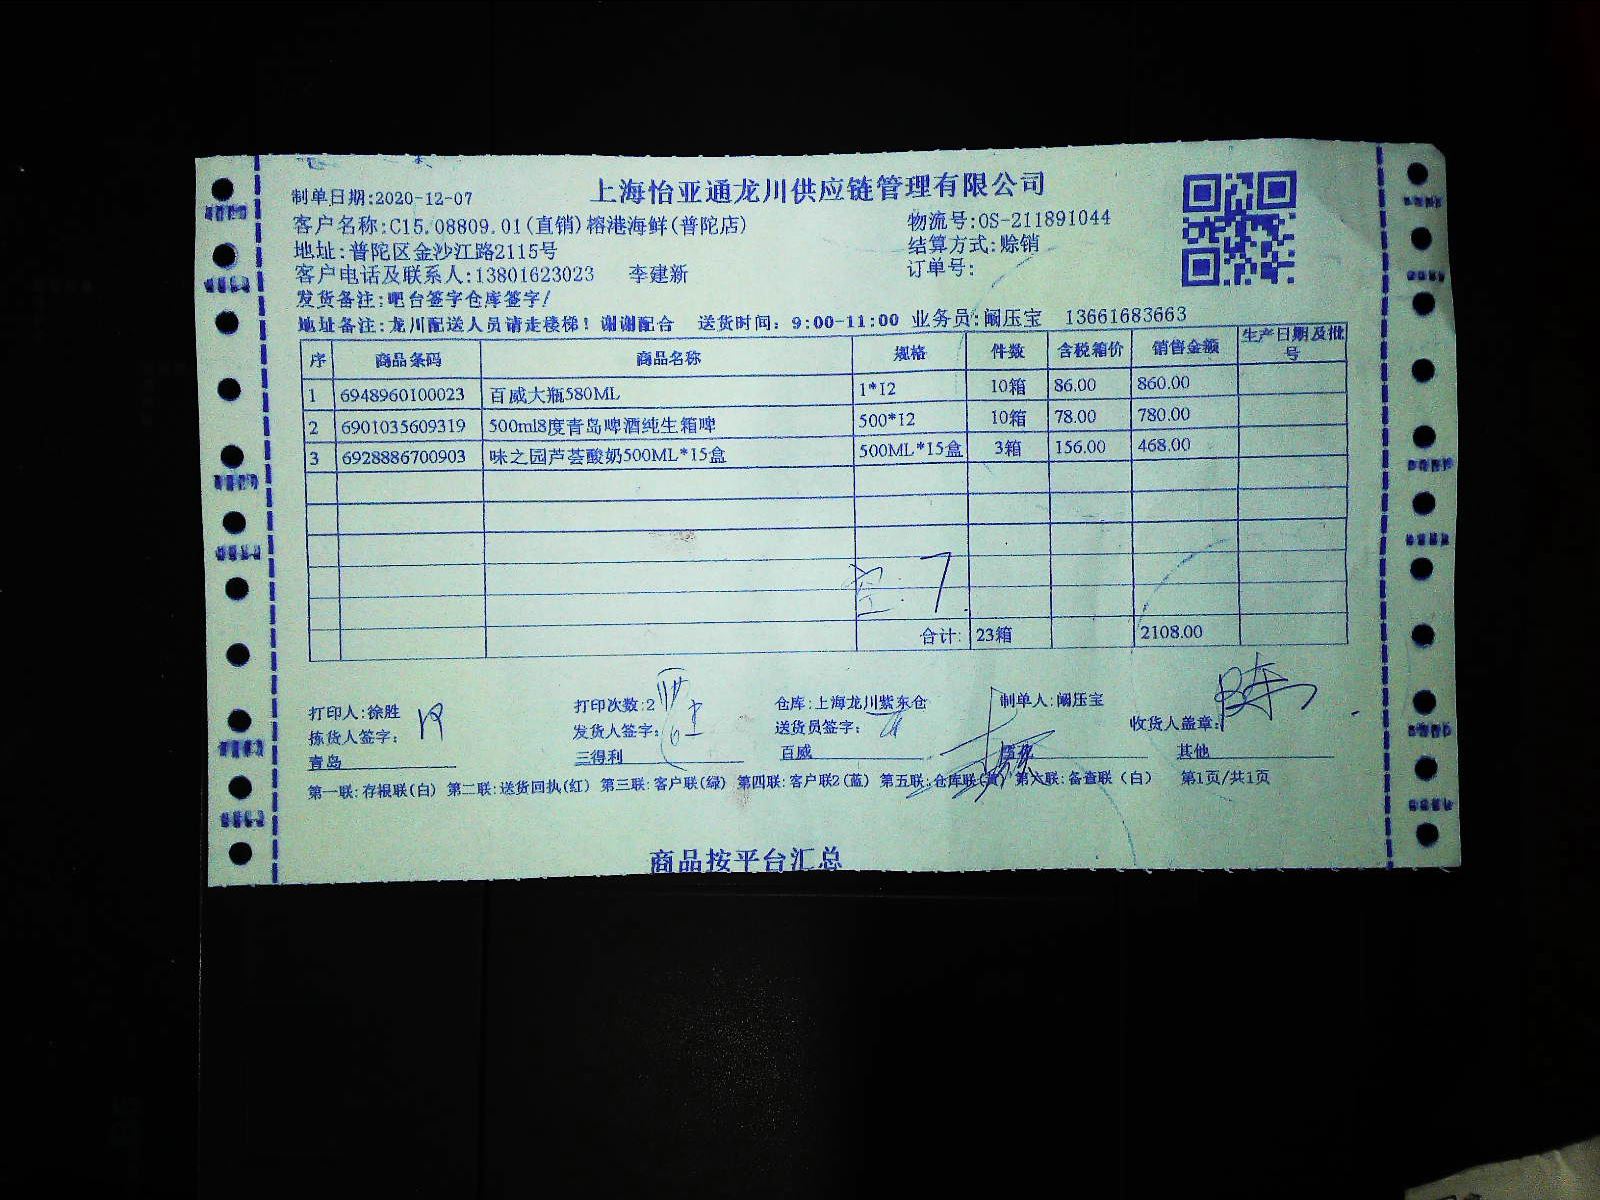 上海怡亚通龙川供应链管理有限公司
制单日期:2020-12-07
客户名称:C15.08809.01(直销)榕港海鲜(普陀店) 物流号:OS-211891044
地址:普陀区金沙江路2115号 结算方式:赊销
客户电话及联系人:13801623023 李建新 订单号:
发货备注:吧台签字仓库签字/
地址备注:龙川配送人员请走楼梯！谢谢配合 送货时间: 9:00-11:00 业务员:阚压宝 13661683663
序 商品条码 商品名称 规格 件数 含税箱价 销售金额 生产日期及批号
1 6948960100023 百威大瓶580ML 1*12 10箱 86.00 860.00
2 6901035609319 500ml8度青岛啤酒纯生箱啤 500*12 10箱 78.00 780.00
3 6928886700903 味之园芦荟酸奶500ML*15盒 500ML*15盒 3箱 156.00 468.00
7
合计: 23箱 2108.00
打印人:徐胜 打印次数:2 仓库:上海龙川紫东仓 制单人:阚压宝
拣货人签字: 发货人签字: 送货员签字: 收货人盖章:
青岛 三得利 百威 其他
第一联:存根联(白) 第二联:送货回执(红) 第三联:客户联(绿) 第四联:客户联2(蓝) 第五联:仓库联(黄) 第六联:备查联(白) 第1页/共1页
商品按平台汇总